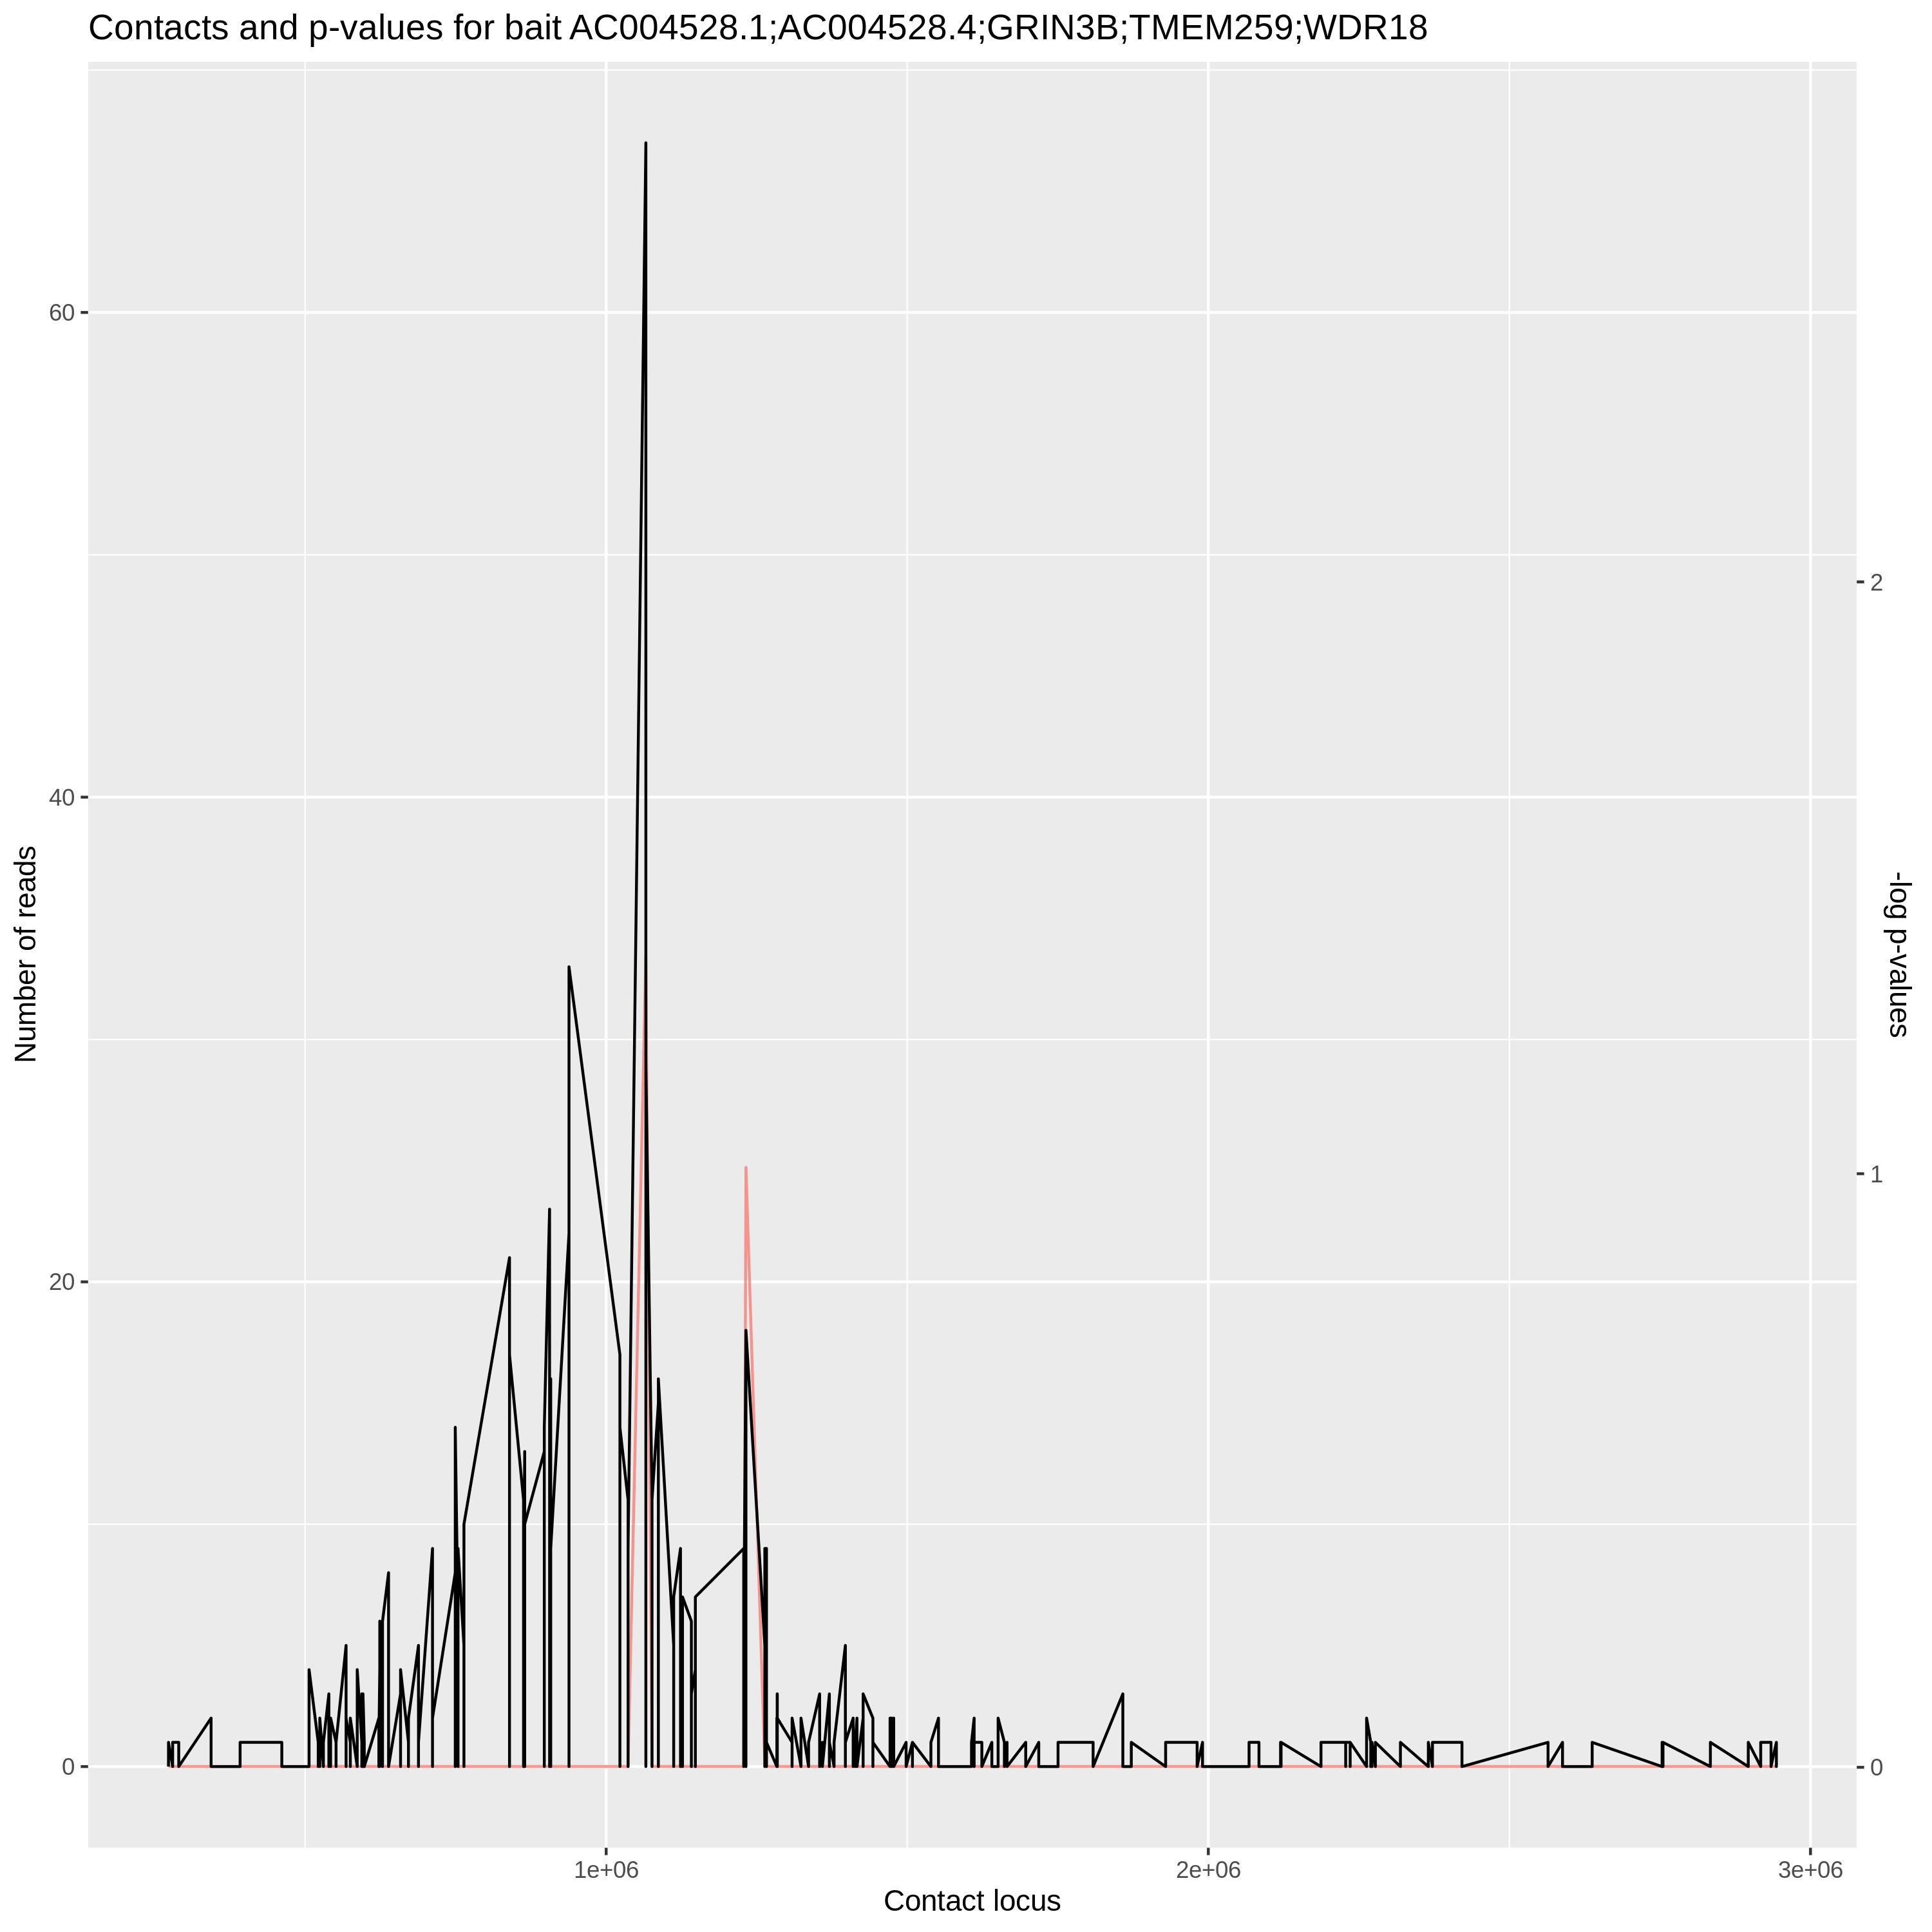 Contacts and p-values for bait AC004528.1;AC004528.4;GRIN3B;TMEM259;WDR18
60
40
20
0
Number of reads
2
1
0
-log p-values
1e+06
2e+06
3e+06
Contact locus